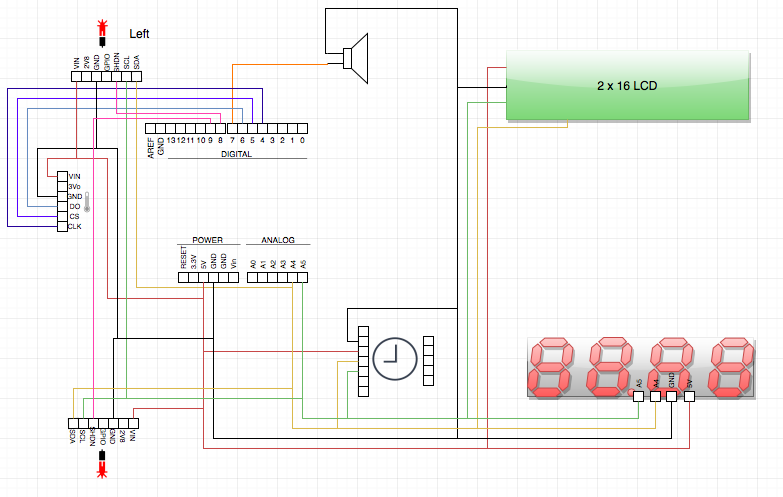 Left
VIN
2V8
GND
GPIO
SHDN
SCL
SDA
2 x 16 LCD
AREF
GND
13 12 11 10 9 8 7 6 5 4 3 2 1 0
DIGITAL
VIN
3Vo
GND
DO
CS
CLK
POWER
ANALOG
RESET
3.3V
5V
GND
GND
Vin
A0
A1
A2
A3
A4
A5
A5
A4
GND
5V
SDA
SCL
SHDN
GPIO
GND
2V8
VIN